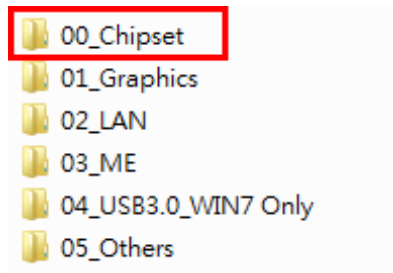 00_Chipset
01_Graphics
02_LAN
03_ME
04_USB3.0_WIN7 Only
05_Others